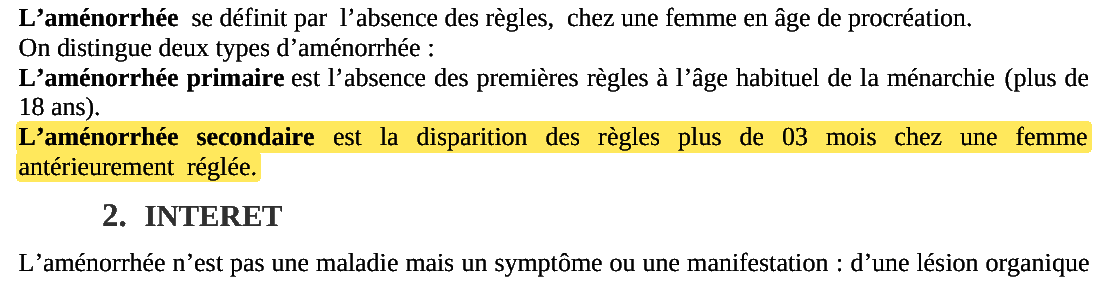 L’aménorrhée se définit par l’absence des règles, chez une femme en âge de procréation.
On distingue deux types d’aménorrhée :
L’aménorrhée primaire est l’absence des premières règles à l’âge habituel de la ménarchie (plus de
18 ans).
L’aménorrhée secondaire est la disparition des règles plus de 03 mois chez une femme
antérieurement réglée.
2. INTERET
L’aménorrhée n’est pas une maladie mais un symptôme ou une manifestation : d’une lésion organique